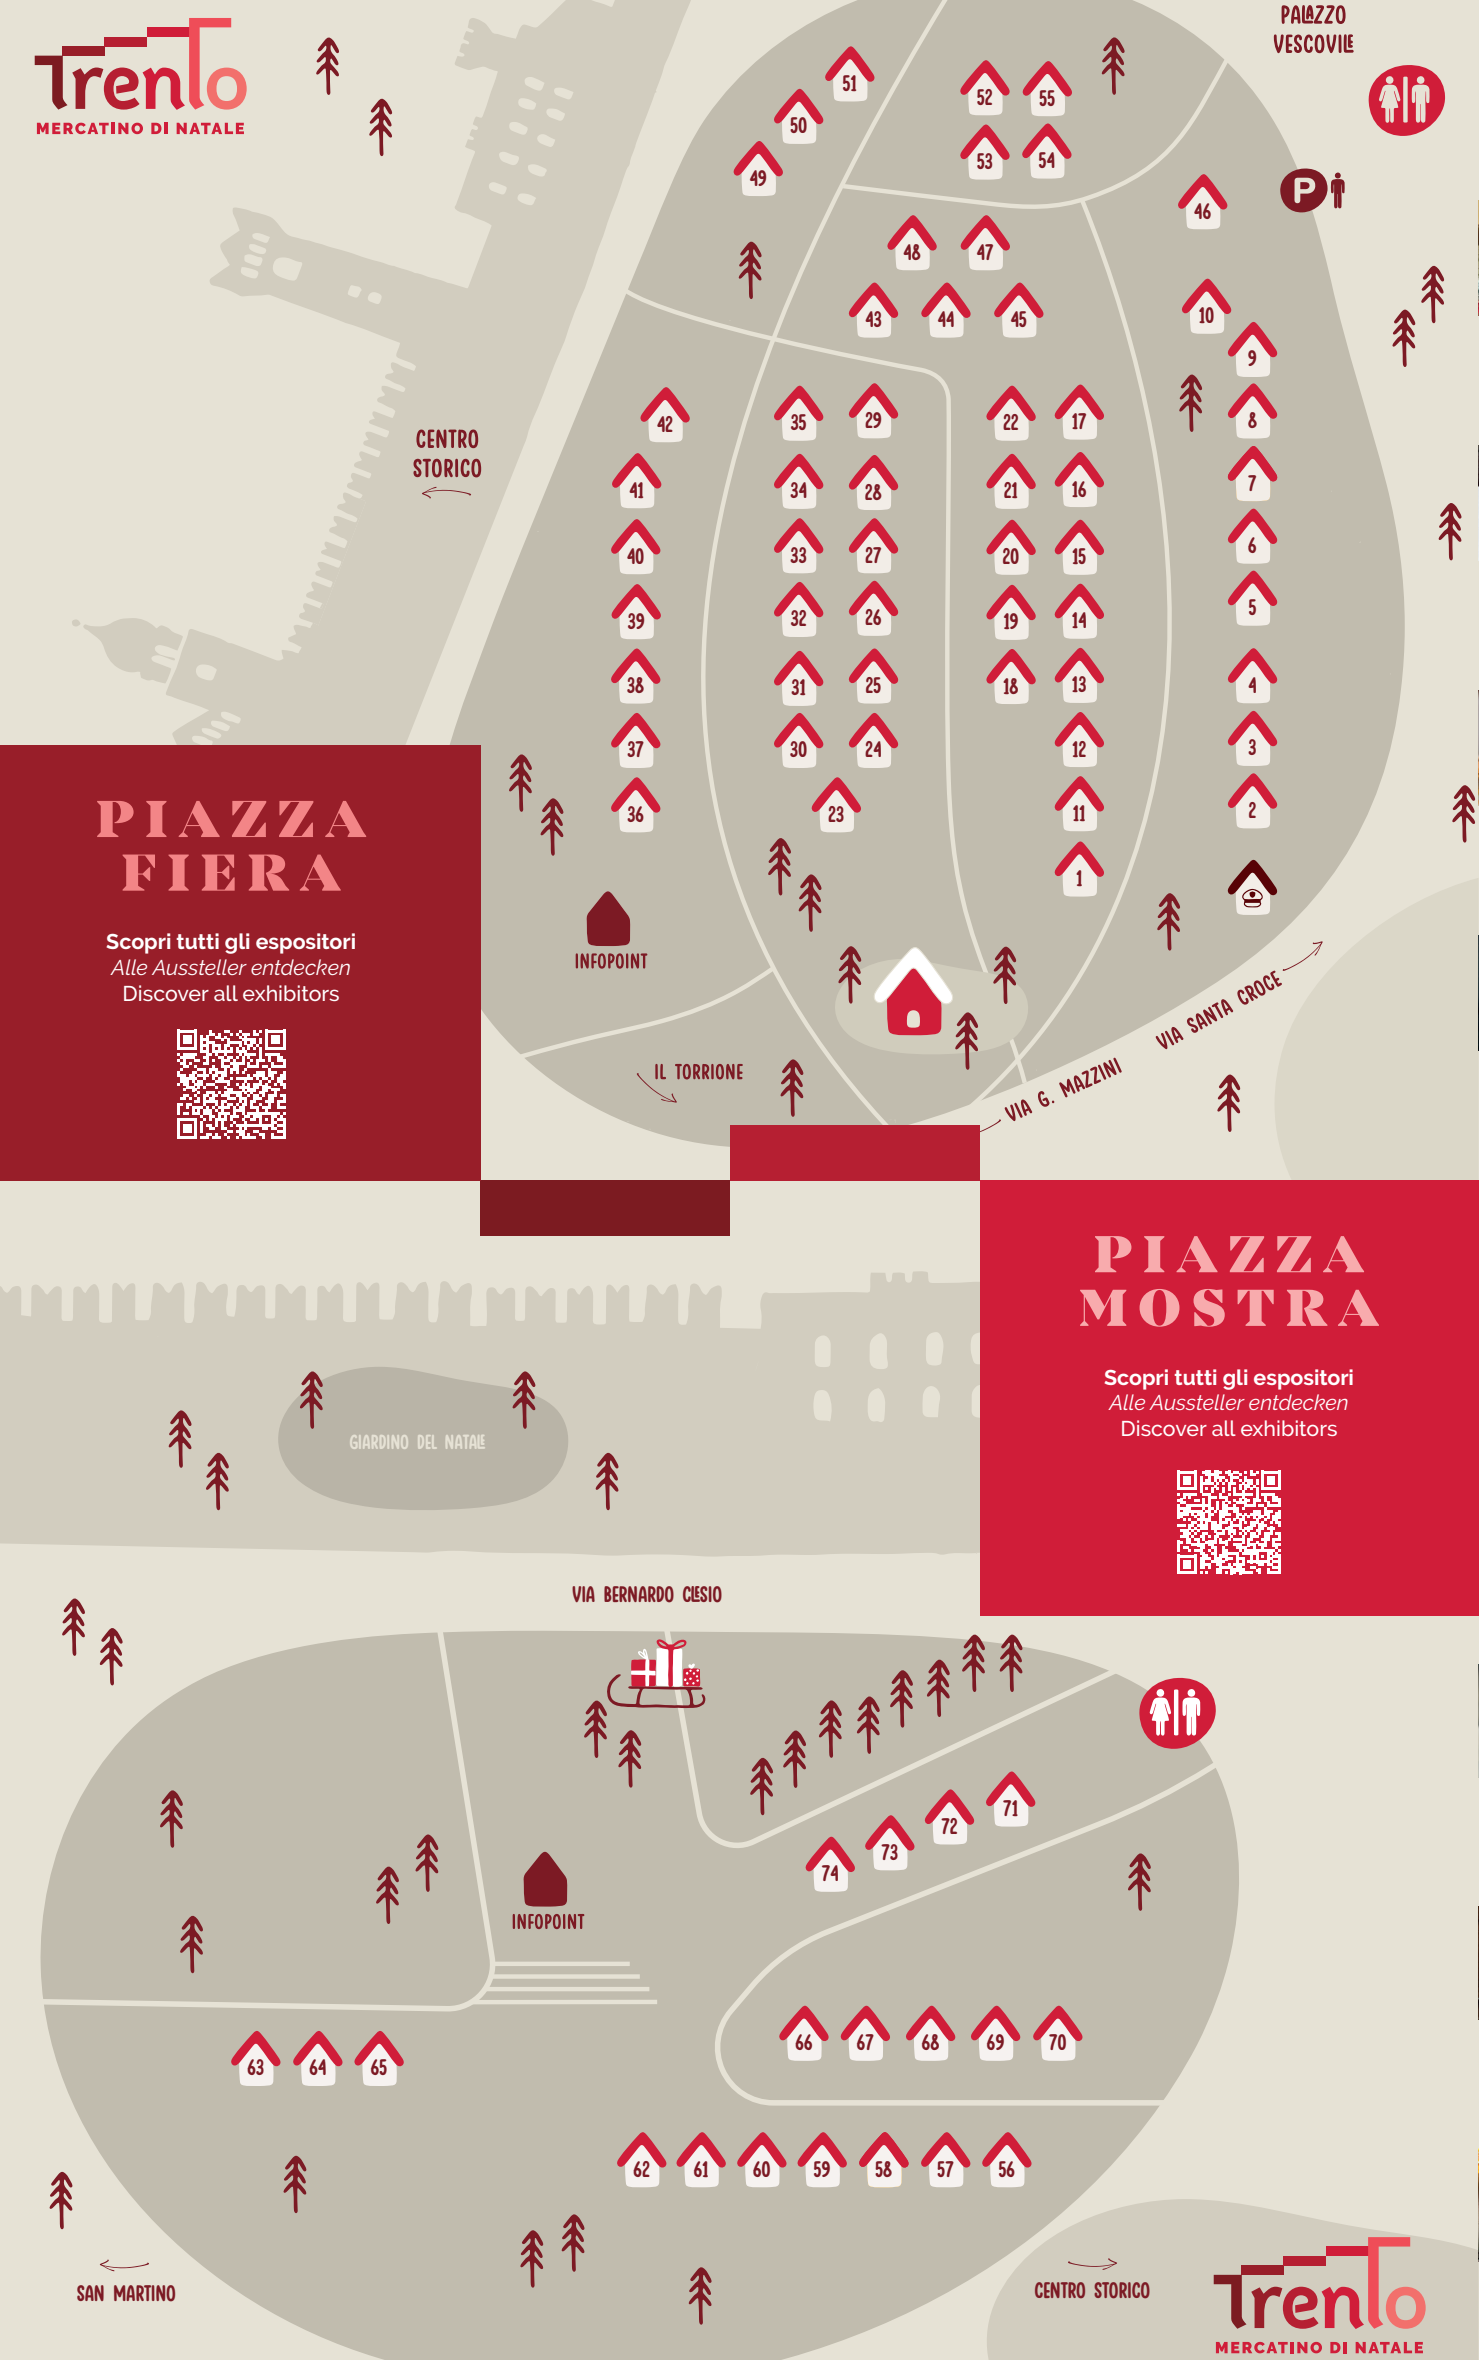 Trento
MERCATINO DI NATALE
PALAZZO
VESCOVILE
P
51
52
55
50
53
54
49
46
48
47
10
43
44
45
9
42
35
29
22
17
8
CENTRO
STORICO
41
34
28
21
16
7
40
33
27
20
15
6
39
32
26
19
14
5
38
31
25
18
13
4
37
30
24
12
3
36
23
11
2
1
PIAZZA
FIERA
Scopri tutti gli espositori
Alle Aussteller entdecken
Discover all exhibitors
INFOPOINT
IL TORRIONE
VIA G. MAZZINI
VIA SANTA CROCE
PIAZZA
MOSTRA
Scopri tutti gli espositori
Alle Aussteller entdecken
Discover all exhibitors
GIARDINO DEL NATALE
VIA BERNARDO CLESIO
71
72
73
74
INFOPOINT
66
67
68
69
70
63
64
65
62
61
60
59
58
57
56
SAN MARTINO
CENTRO STORICO
Trento
MERCATINO DI NATALE